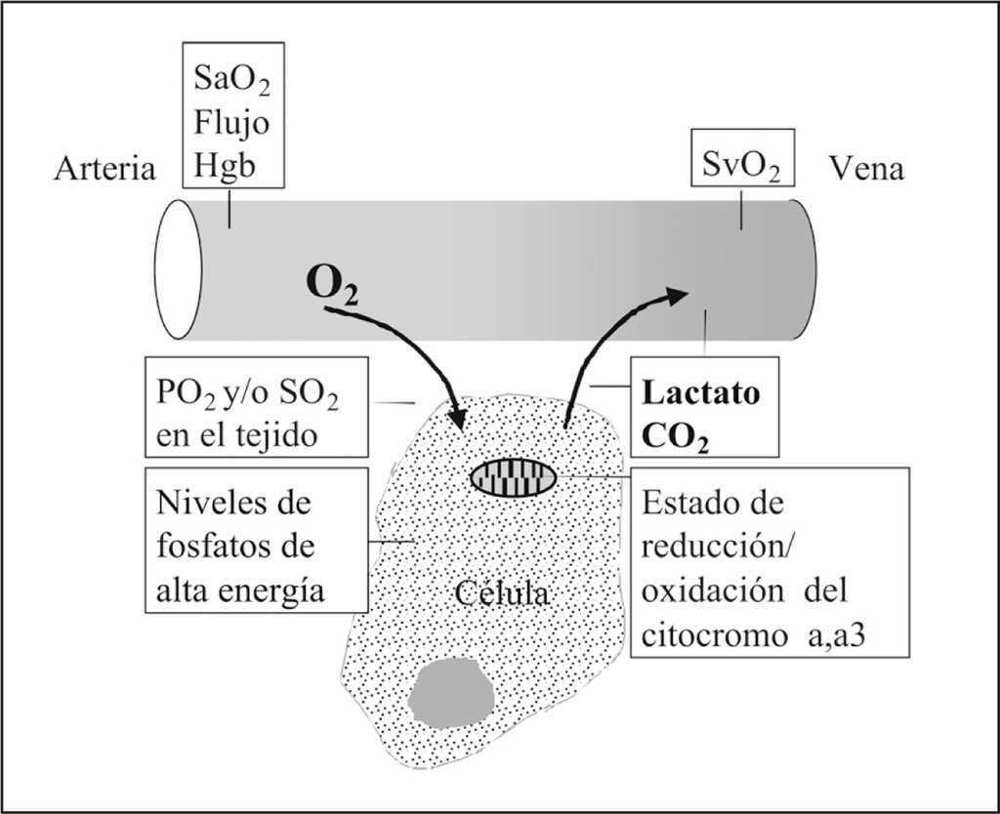 SaO₂
Flujo
Hgb
Arteria
SvO₂
Vena
O₂
PO₂ y/o SO₂
en el tejido
Lactato
CO₂
Niveles de
fosfatos de
alta energía
Estado de
reducción/
oxidación del
citocromo a,a3
Célula